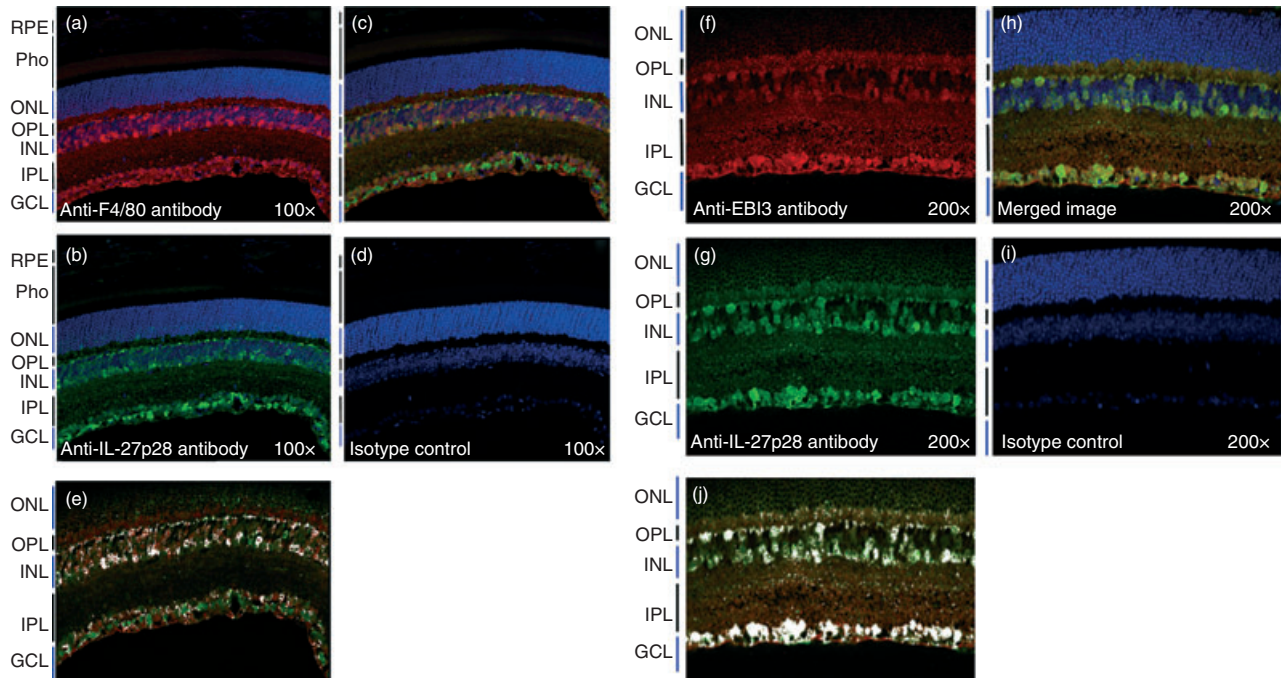 (a)
RPE
Pho
ONL
OPL
INL
IPL
GCL
Anti-F4/80 antibody 100×
(c)
(b)
RPE
Pho
ONL
OPL
INL
IPL
GCL
Anti-IL-27p28 antibody 100×
(d)
Isotype control 100×
(e)
ONL
OPL
INL
IPL
GCL
(f)
ONL
OPL
INL
IPL
GCL
Anti-EBI3 antibody 200×
(h)
Merged image 200×
(g)
ONL
OPL
INL
IPL
GCL
Anti-IL-27p28 antibody 200×
(i)
Isotype control 200×
(j)
ONL
OPL
INL
IPL
GCL